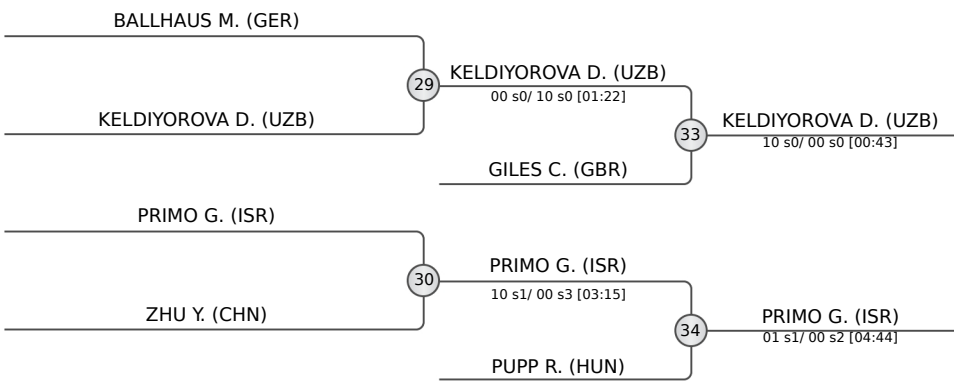 BALLHAUS M. (GER)
29
KELDIYOROVA D. (UZB)
00 s0/ 10 s0 [01:22]
KELDIYOROVA D. (UZB)
33
KELDIYOROVA D. (UZB)
10 s0/ 00 s0 [00:43]
GILES C. (GBR)
PRIMO G. (ISR)
30
PRIMO G. (ISR)
10 s1/ 00 s3 [03:15]
ZHU Y. (CHN)
34
PRIMO G. (ISR)
01 s1/ 00 s2 [04:44]
PUPP R. (HUN)